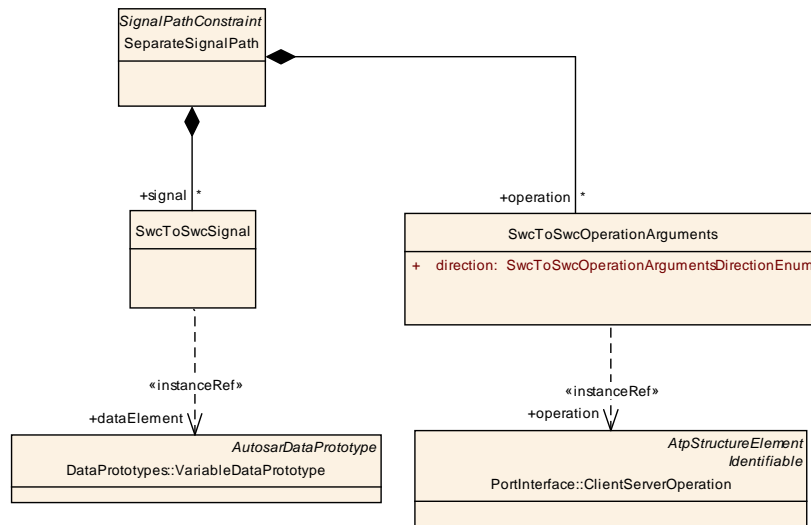 SignalPathConstraint
SeparateSignalPath
+signal *
+operation *
SwcToSwcSignal
SwcToSwcOperationArguments
+ direction: SwcToSwcOperationArgumentsDirectionEnum
«instanceRef»
«instanceRef»
+dataElement
+operation
AutosarDataPrototype
DataPrototypes::VariableDataPrototype
AtpStructureElement
Identifiable
PortInterface::ClientServerOperation